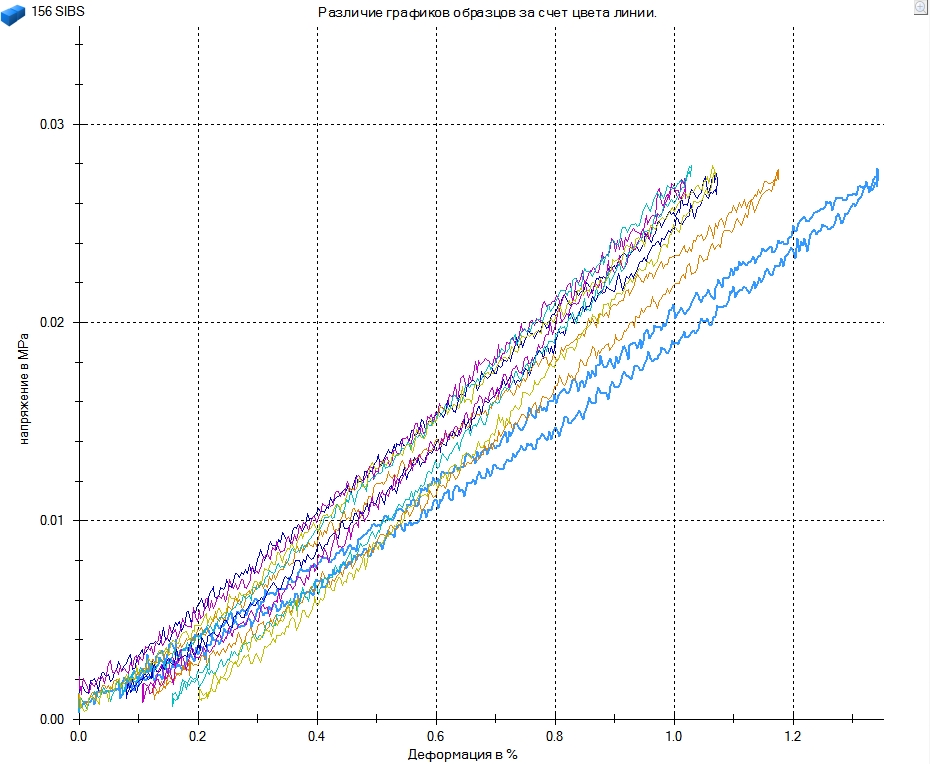 156 SIBS
Различие графиков образцов за счет цвета линии.
0.03
0.02
0.01
0.00
напряжение в MPa
0.0 0.2 0.4 0.6 0.8 1.0 1.2
Деформация в %